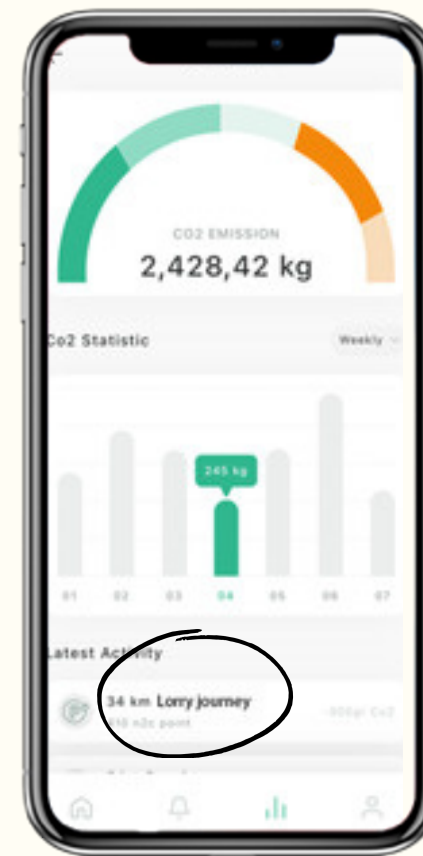 CO2 EMISSION
2,428,42 kg
Co2 Statistic Weekly
245 kg
01 02 03 04 05 06 07
Latest Activity
34 km Lorry journey
point